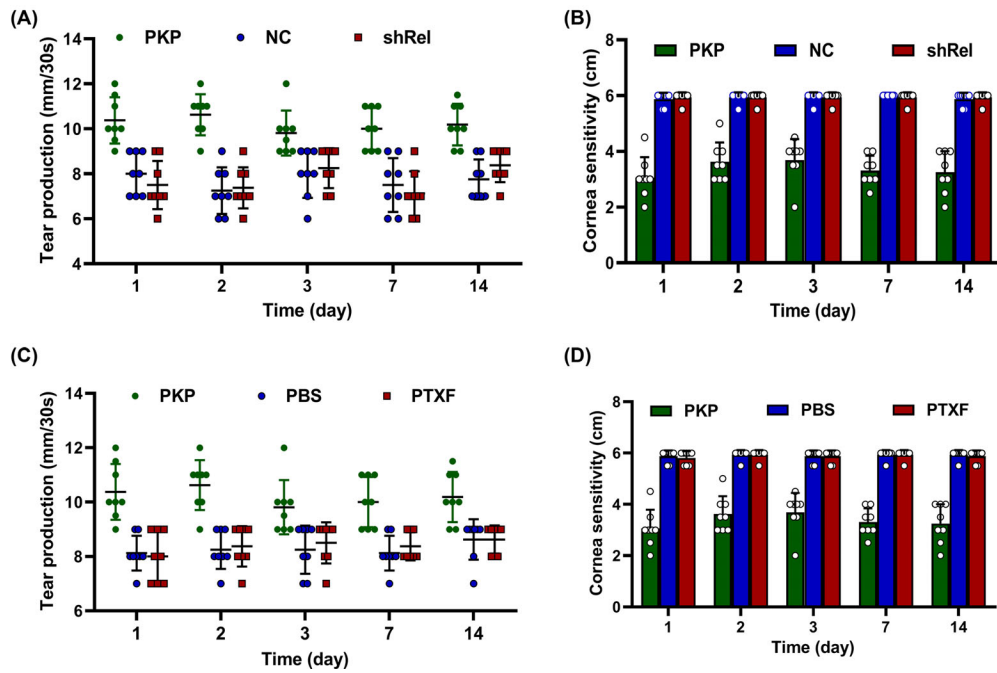 (A)
PKP NC shRel
Tear production (mm/30s)
14
12
10
8
6
4
1 2 3 7 14
Time (day)
(B)
PKP NC shRel
Cornea sensitivity (cm)
8
6
4
2
0
1 2 3 7 14
Time (day)
(C)
PKP PBS PTXF
Tear production (mm/30s)
14
12
10
8
6
1 2 3 7 14
Time (day)
(D)
PKP PBS PTXF
Cornea sensitivity (cm)
8
6
4
2
0
1 2 3 7 14
Time (day)